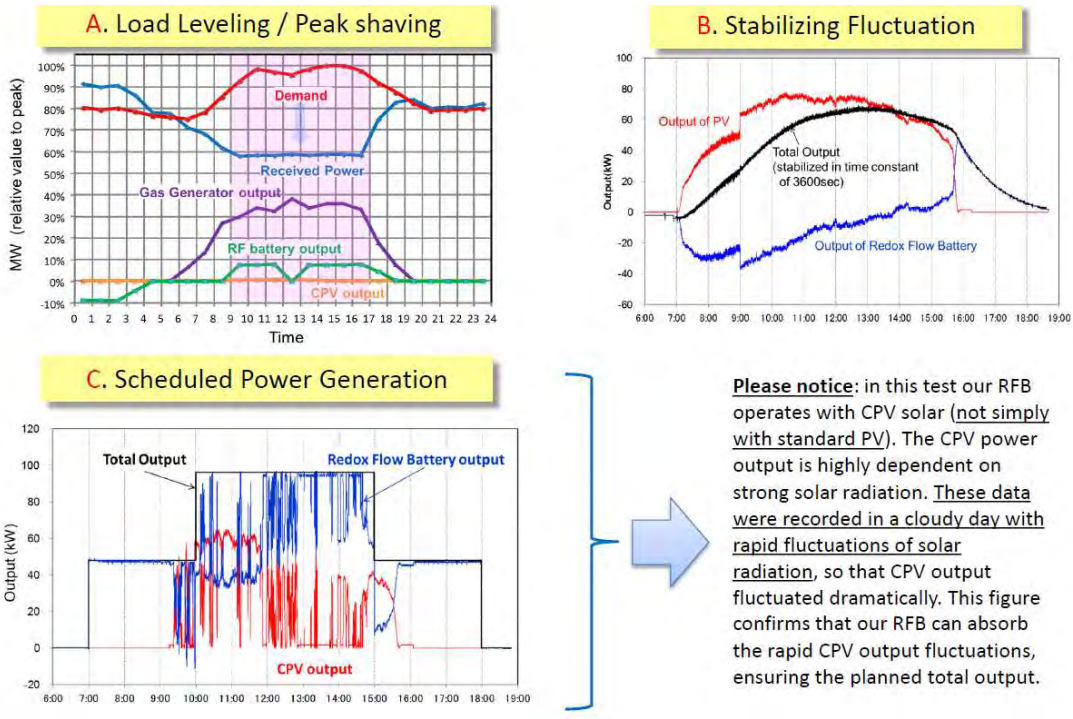 A. Load Leveling / Peak shaving
MW (relative value to peak)
100%
90%
80%
70%
60%
50%
40%
30%
20%
10%
0%
-10%
Demand
Received Power
Gas Generator output
RF battery output
CPV output
0 1 2 3 4 5 6 7 8 9 10 11 12 13 14 15 16 17 18 19 20 21 22 23 24
Time
B. Stabilizing Fluctuation
Output(kW)
100
80
60
40
20
0
-20
-40
-60
Output of PV
Total Output
(stabilized in time constant
of 3600sec)
Output of Redox Flow Battery
6:00 7:00 8:00 9:00 10:00 11:00 12:00 13:00 14:00 15:00 16:00 17:00 18:00 19:00
C. Scheduled Power Generation
Output (kW)
120
100
80
60
40
20
0
-20
Total Output
Redox Flow Battery output
CPV output
6:00 7:00 8:00 9:00 10:00 11:00 12:00 13:00 14:00 15:00 16:00 17:00 18:00 19:00
Please notice: in this test our RFB
operates with CPV solar (not simply
with standard PV). The CPV power
output is highly dependent on
strong solar radiation. These data
were recorded in a cloudy day with
rapid fluctuations of solar
radiation, so that CPV output
fluctuated dramatically. This figure
confirms that our RFB can absorb
the rapid CPV output fluctuations,
ensuring the planned total output.